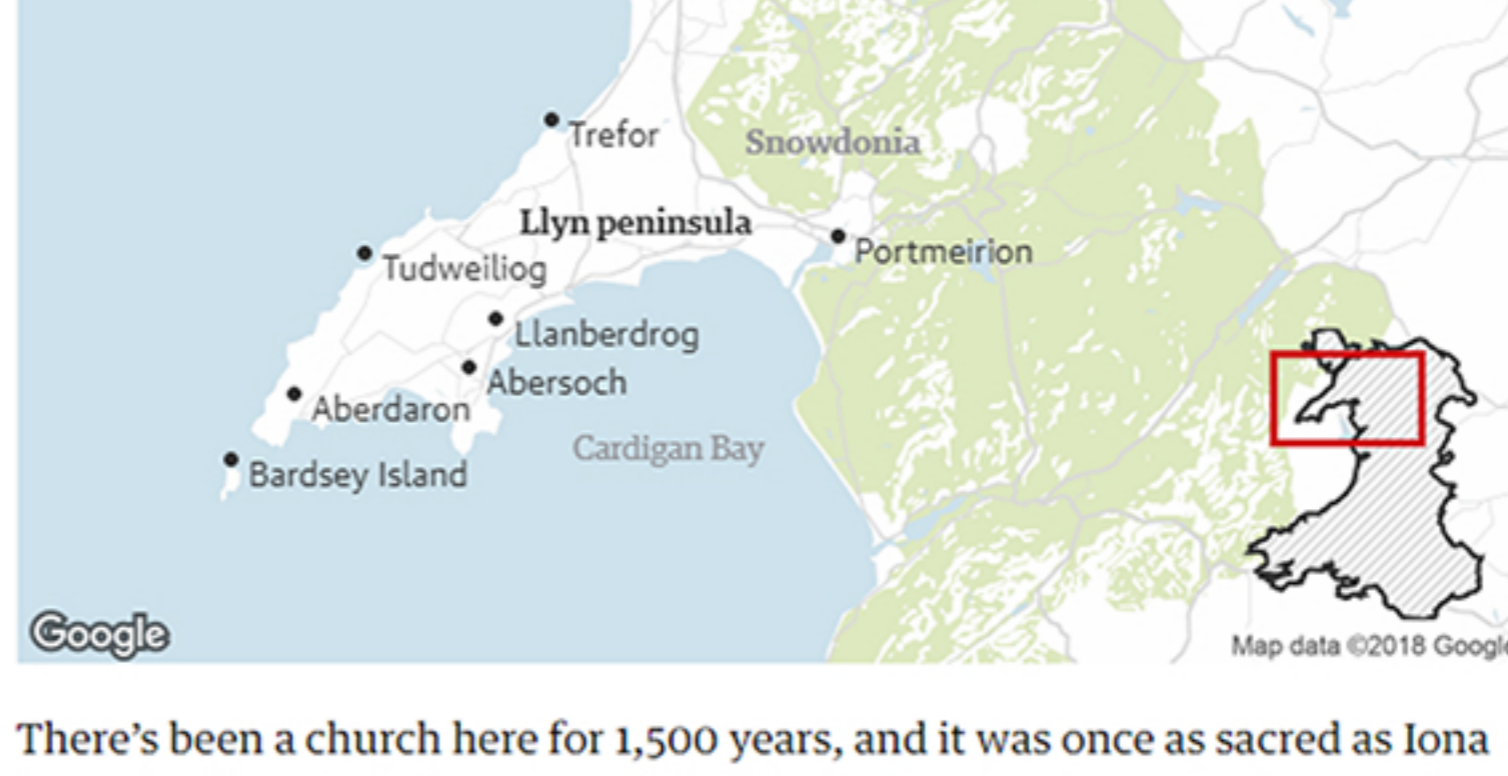 Trefor
Snowdonia
Llyn peninsula
Portmeirion
Tudweiliog
Llanberdrog
Abersoch
Aberdaron
Cardigan Bay
Bardsey Island
Google
Map data ©2018 Google
There’s been a church here for 1,500 years, and it was once as sacred as Iona